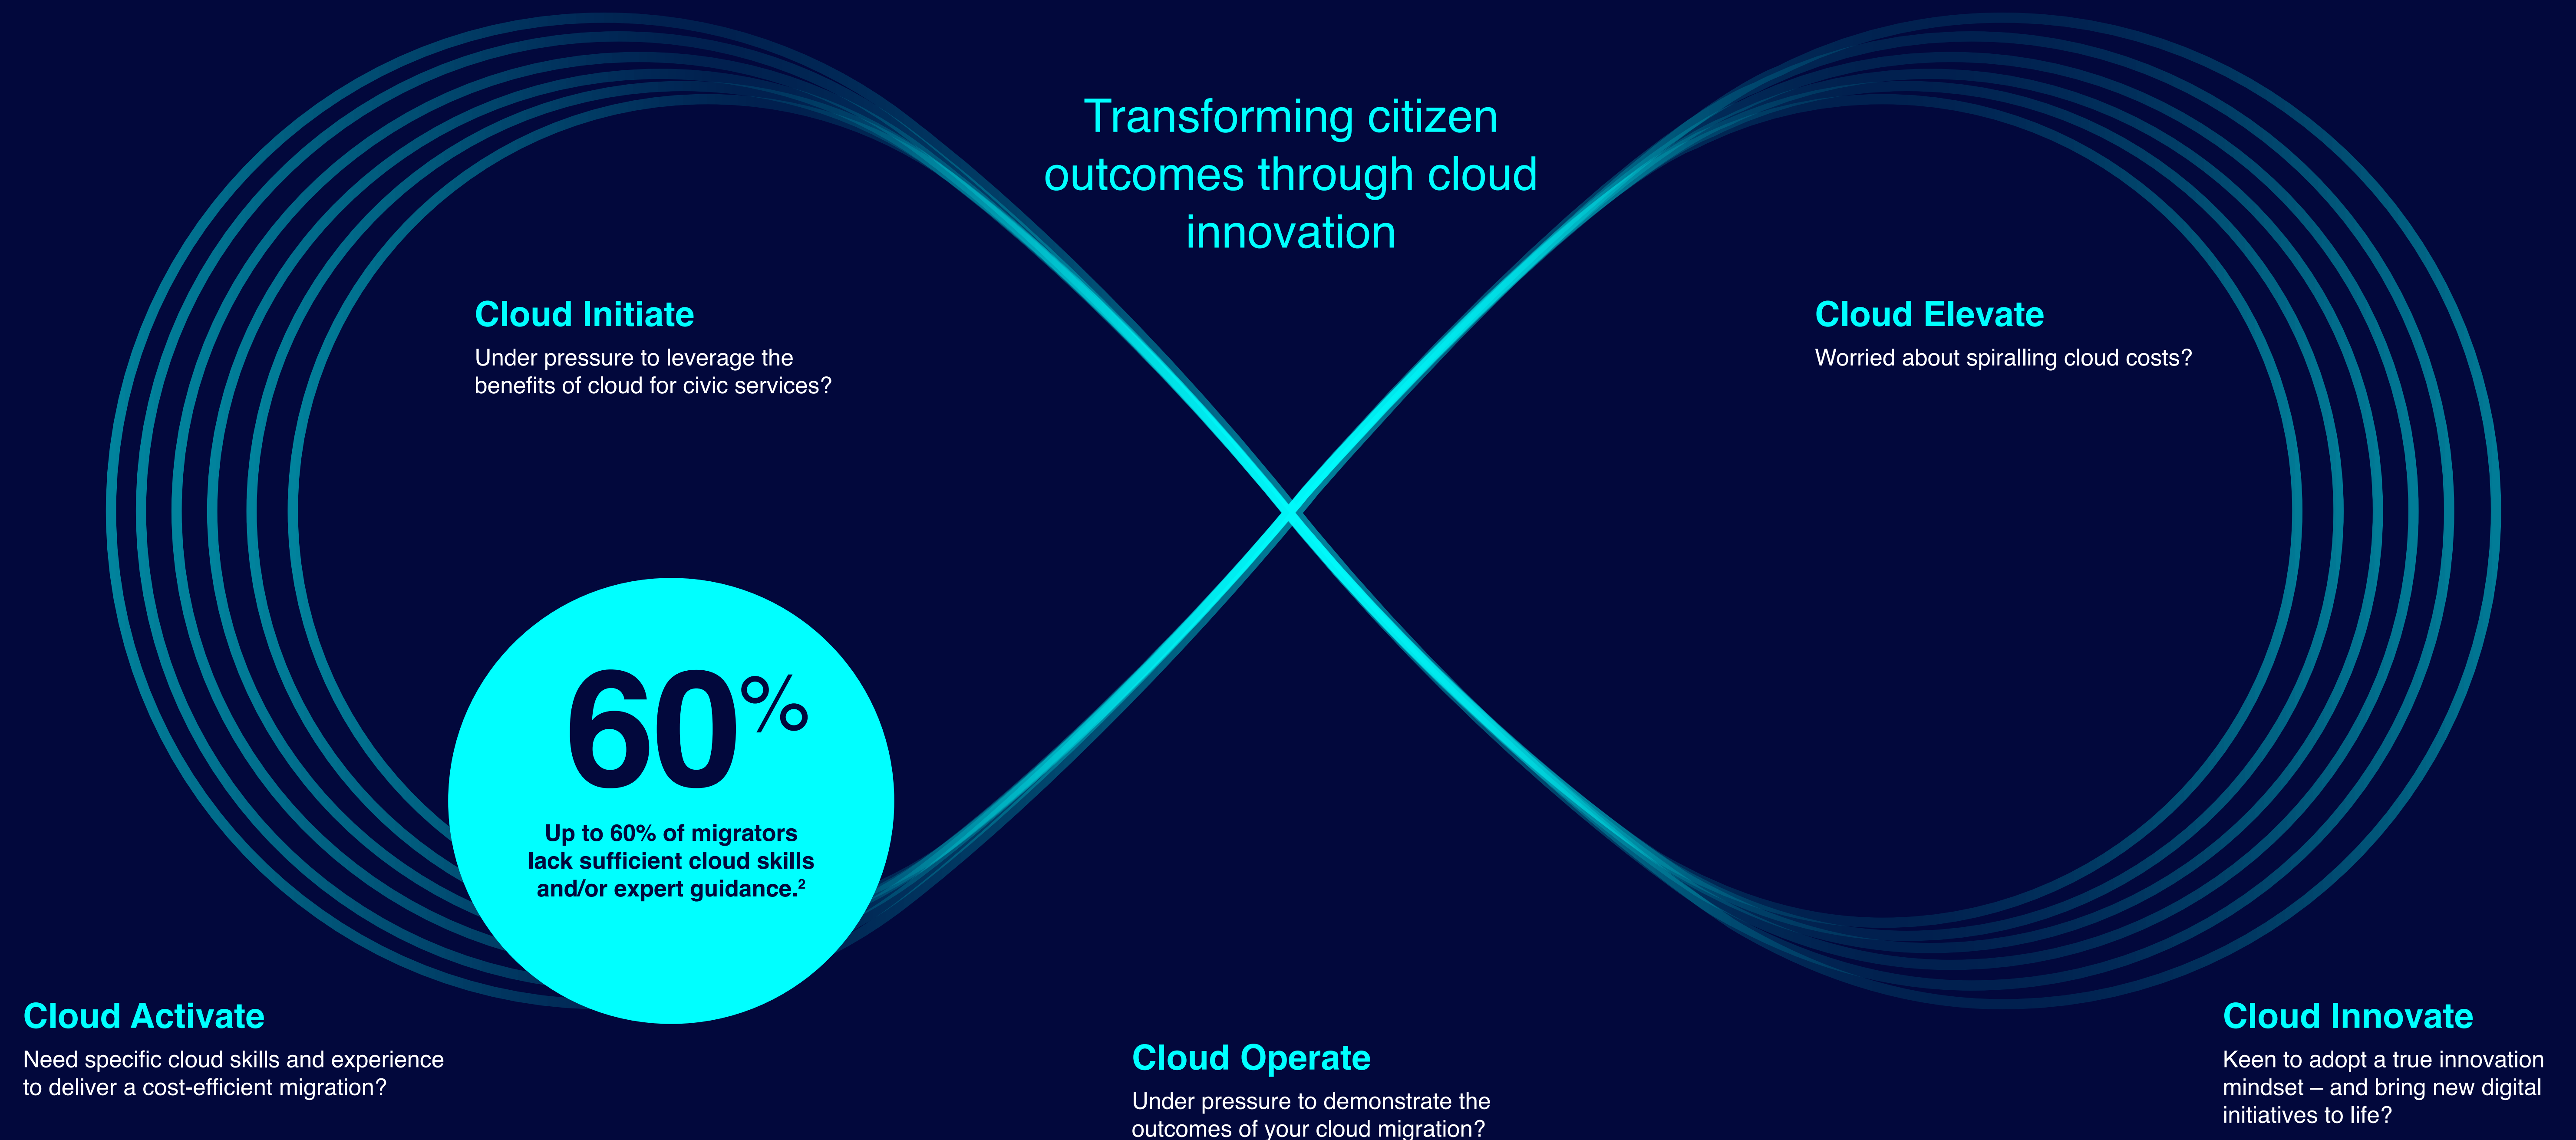 Transforming citizen
outcomes through cloud
innovation
Cloud Initiate
Under pressure to leverage the
benefits of cloud for civic services?
Cloud Elevate
Worried about spiralling cloud costs?
60%
Up to 60% of migrators
lack sufficient cloud skills
and/or expert guidance.²
Cloud Activate
Need specific cloud skills and experience
to deliver a cost-efficient migration?
Cloud Operate
Under pressure to demonstrate the
outcomes of your cloud migration?
Cloud Innovate
Keen to adopt a true innovation
mindset – and bring new digital
initiatives to life?